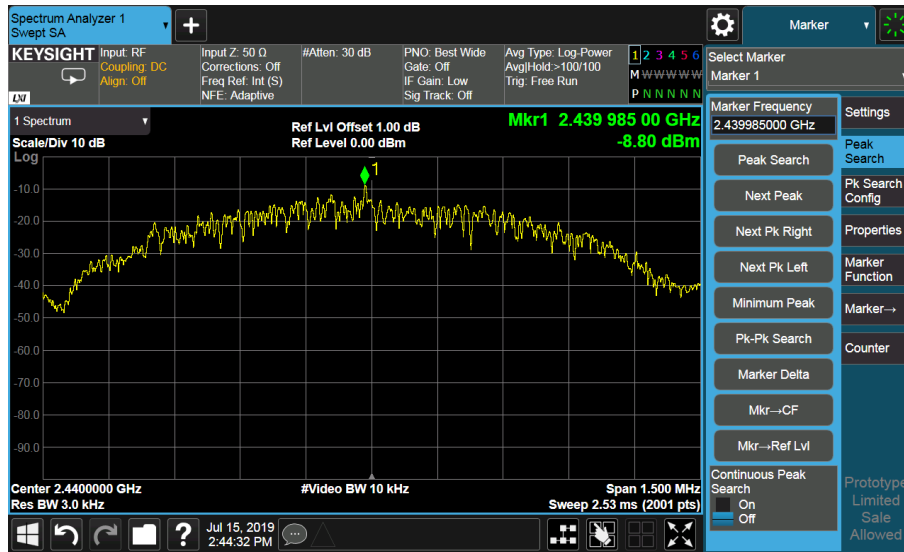 Spectrum Analyzer 1
Swept SA
Marker
KEYSIGHT
Input: RF
Coupling: DC
Align: Off
Input Z: 50 Ω
Corrections: Off
Freq Ref: Int (S)
NFE: Adaptive
#Atten: 30 dB
PNO: Best Wide
Gate: Off
IF Gain: Low
Sig Track: Off
Avg Type: Log-Power
Avg|Hold:>100/100
Trig: Free Run
1 2 3 4 5 6
M W W W W W
P N N N N N
LXI
Select Marker
Marker 1
1 Spectrum
Scale/Div 10 dB
Log
Ref Lvl Offset 1.00 dB
Ref Level 0.00 dBm
Mkr1 2.439 985 00 GHz
-8.80 dBm
1
-10.0
-20.0
-30.0
-40.0
-50.0
-60.0
-70.0
-80.0
-90.0
Center 2.4400000 GHz
Res BW 3.0 kHz
#Video BW 10 kHz
Span 1.500 MHz
Sweep 2.53 ms (2001 pts)
Marker Frequency
2.439985000 GHz
Peak Search
Next Peak
Next Pk Right
Next Pk Left
Minimum Peak
Pk-Pk Search
Marker Delta
Mkr→CF
Mkr→Ref Lvl
Continuous Peak
Search
On
Off
Settings
Peak
Search
Pk Search
Config
Properties
Marker
Function
Marker→
Counter
Prototype
Limited
Sale
Allowed
?
Jul 15, 2019
2:44:32 PM